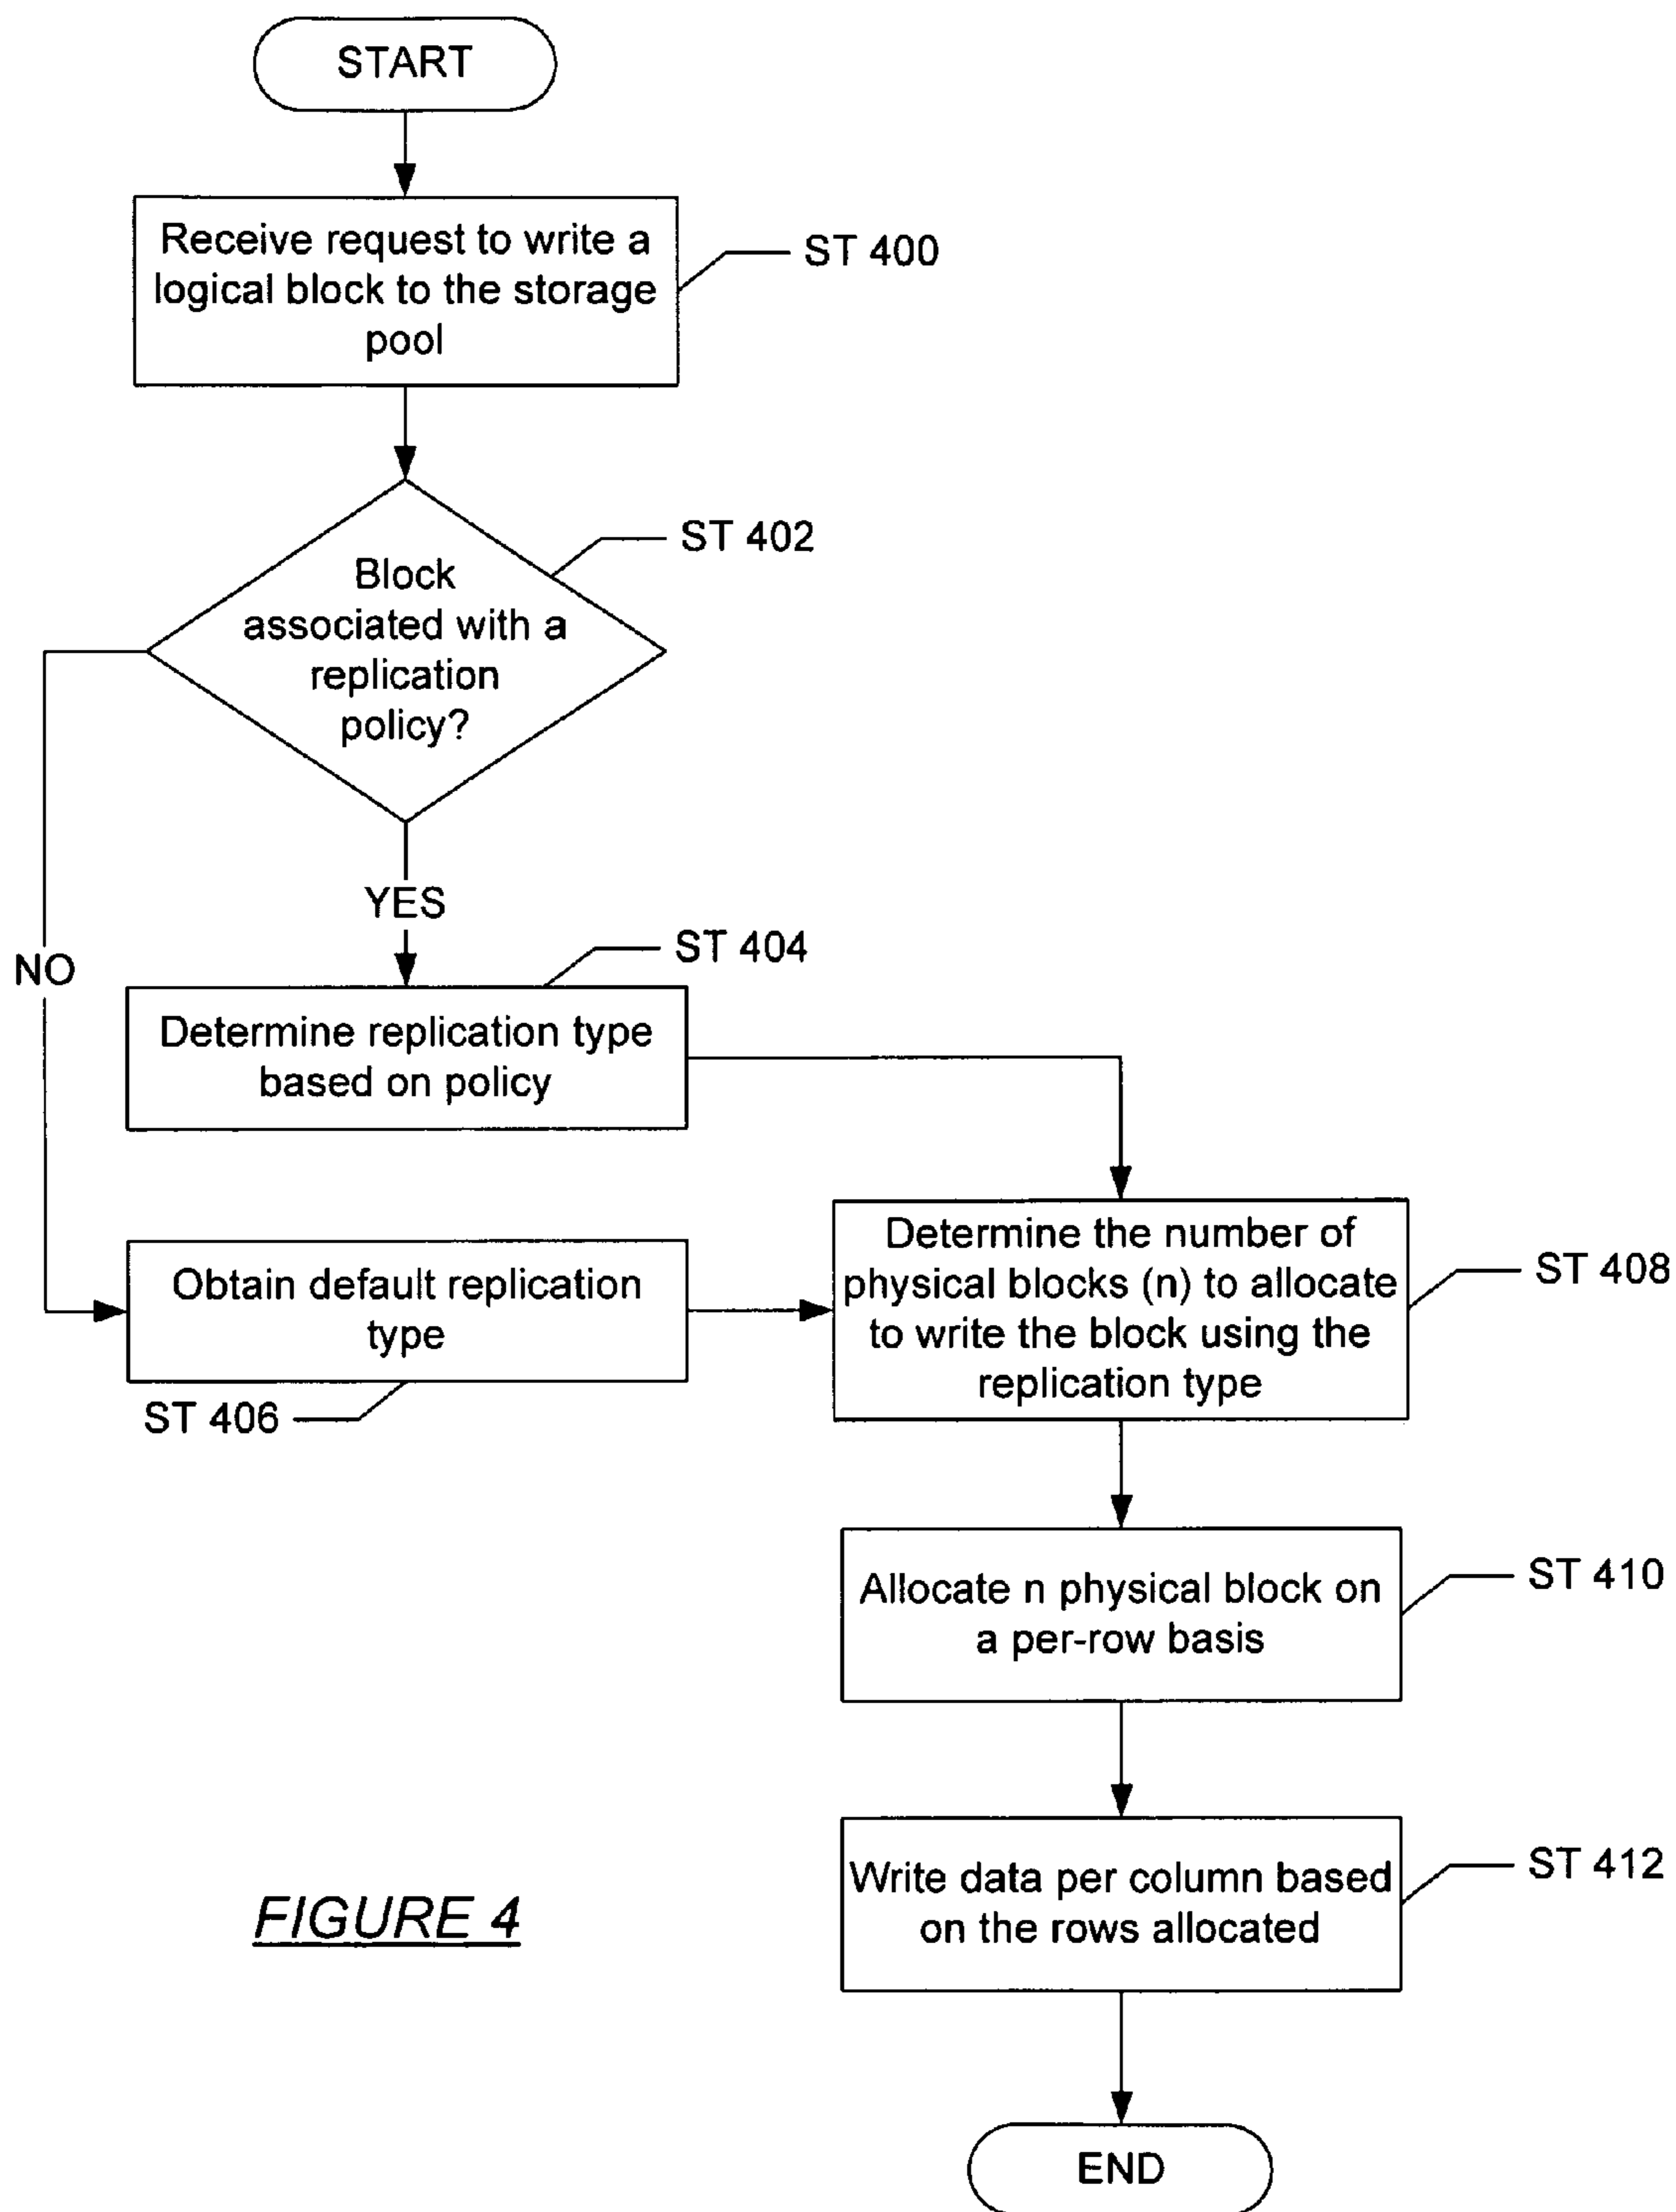 START
Receive request to write a
logical block to the storage
pool
ST 400
Block
associated with a
replication
policy?
ST 402
YES
NO
ST 404
Determine replication type
based on policy
Obtain default replication
type
ST 406
Determine the number of
physical blocks (n) to allocate
to write the block using the
replication type
ST 408
Allocate n physical block on
a per-row basis
ST 410
Write data per column based
on the rows allocated
ST 412
FIGURE 4
END